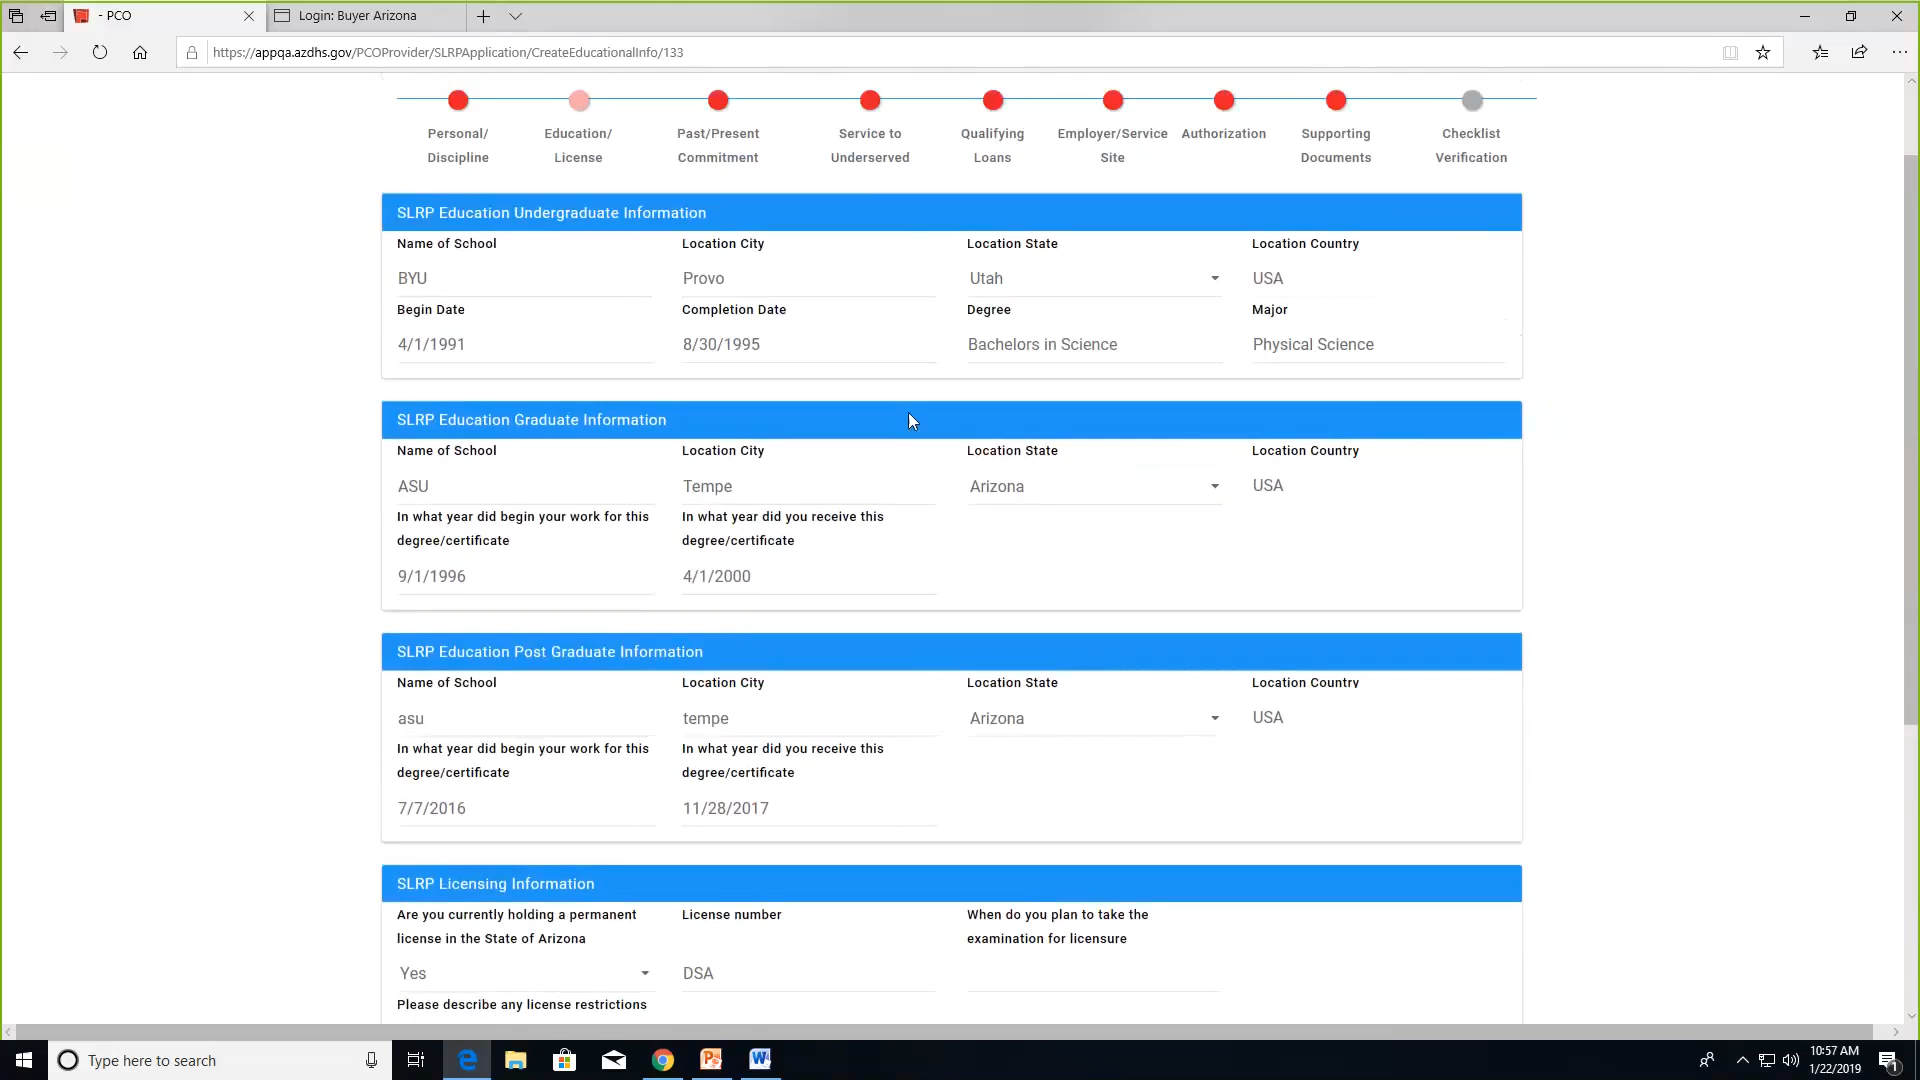 - PCO
Login: Buyer Arizona
https://appqa.azdhs.gov/PCOProvider/SLRPApplication/CreateEducationalInfo/133
Personal/
Discipline
Education/
License
Past/Present
Commitment
Service to
Underserved
Qualifying
Loans
Employer/Service
Site
Authorization
Supporting
Documents
Checklist
Verification
SLRP Education Undergraduate Information
Name of School
Location City
Location State
Location Country
BYU
Provo
Utah
USA
Begin Date
Completion Date
Degree
Major
4/1/1991
8/30/1995
Bachelors in Science
Physical Science
SLRP Education Graduate Information
Name of School
Location City
Location State
Location Country
ASU
Tempe
Arizona
USA
In what year did begin your work for this
degree/certificate
In what year did you receive this
degree/certificate
9/1/1996
4/1/2000
SLRP Education Post Graduate Information
Name of School
Location City
Location State
Location Country
asu
tempe
Arizona
USA
In what year did begin your work for this
degree/certificate
In what year did you receive this
degree/certificate
7/7/2016
11/28/2017
SLRP Licensing Information
Are you currently holding a permanent
license in the State of Arizona
License number
When do you plan to take the
examination for licensure
Yes
DSA
Please describe any license restrictions
Type here to search
10:57 AM
1/22/2019
1